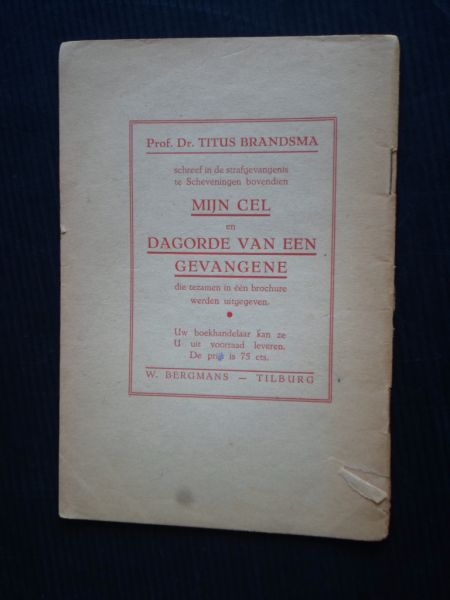 Prof. Dr. TITUS BRANDSMA
schreef in de strafgevangenis
te Scheveningen bovendien
MIJN CEL
en
DAGORDE VAN EEN
GEVANGENE
die tezamen in één brochure
werden uitgegeven.
Uw boekhandelaar kan ze
U uit voorraad leveren.
De prijs is 75 cts.
W. BERGMANS — TILBURG